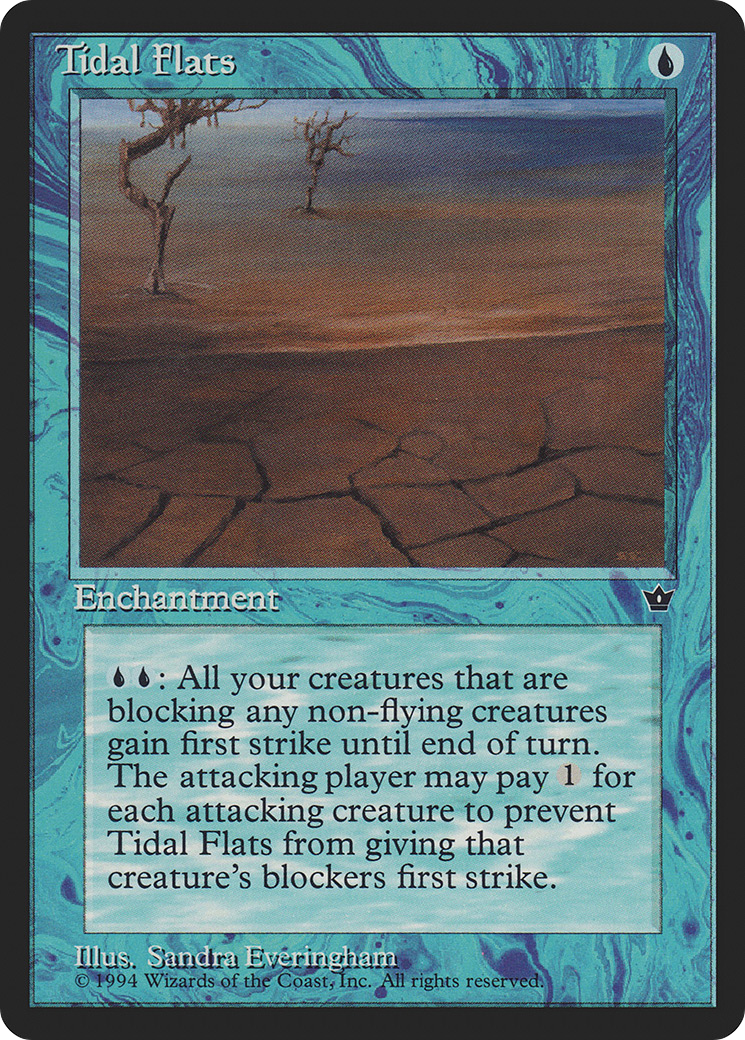 Tidal Flats
: All your creatures that are
blocking any non-flying creatures
gain first strike until end of turn.
The attacking player may pay 1 for
each attacking creature to prevent
Tidal Flats from giving that
creature's blockers first strike.
Enchantment
Illus. Sandra Everingham
© 1994 Wizards of the Coast, Inc. All rights reserved.